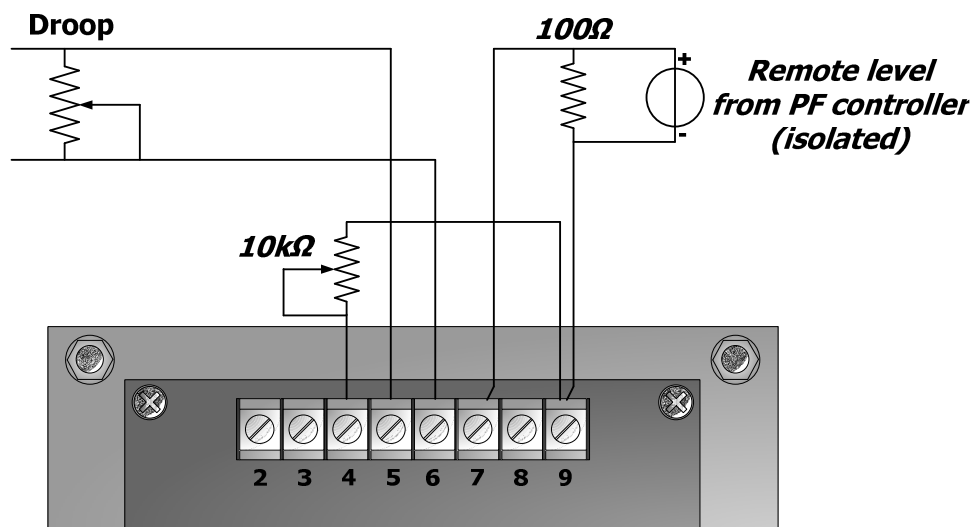 Droop
100Ω
+
Remote level
from PF controller
-
(isolated)
10kΩ
2 3 4 5 6 7 8 9